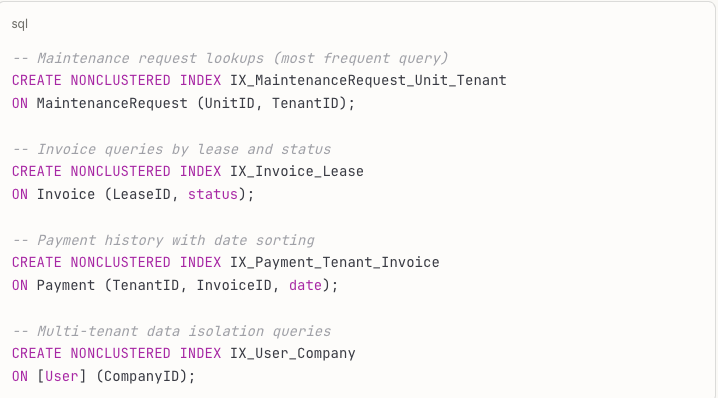 sql
-- Maintenance request lookups (most frequent query)
CREATE NONCLUSTERED INDEX IX_MaintenanceRequest_Unit_Tenant
ON MaintenanceRequest (UnitID, TenantID);
-- Invoice queries by lease and status
CREATE NONCLUSTERED INDEX IX_Invoice_Lease
ON Invoice (LeaseID, status);
-- Payment history with date sorting
CREATE NONCLUSTERED INDEX IX_Payment_Tenant_Invoice
ON Payment (TenantID, InvoiceID, date);
-- Multi-tenant data isolation queries
CREATE NONCLUSTERED INDEX IX_User_Company
ON [User] (CompanyID);